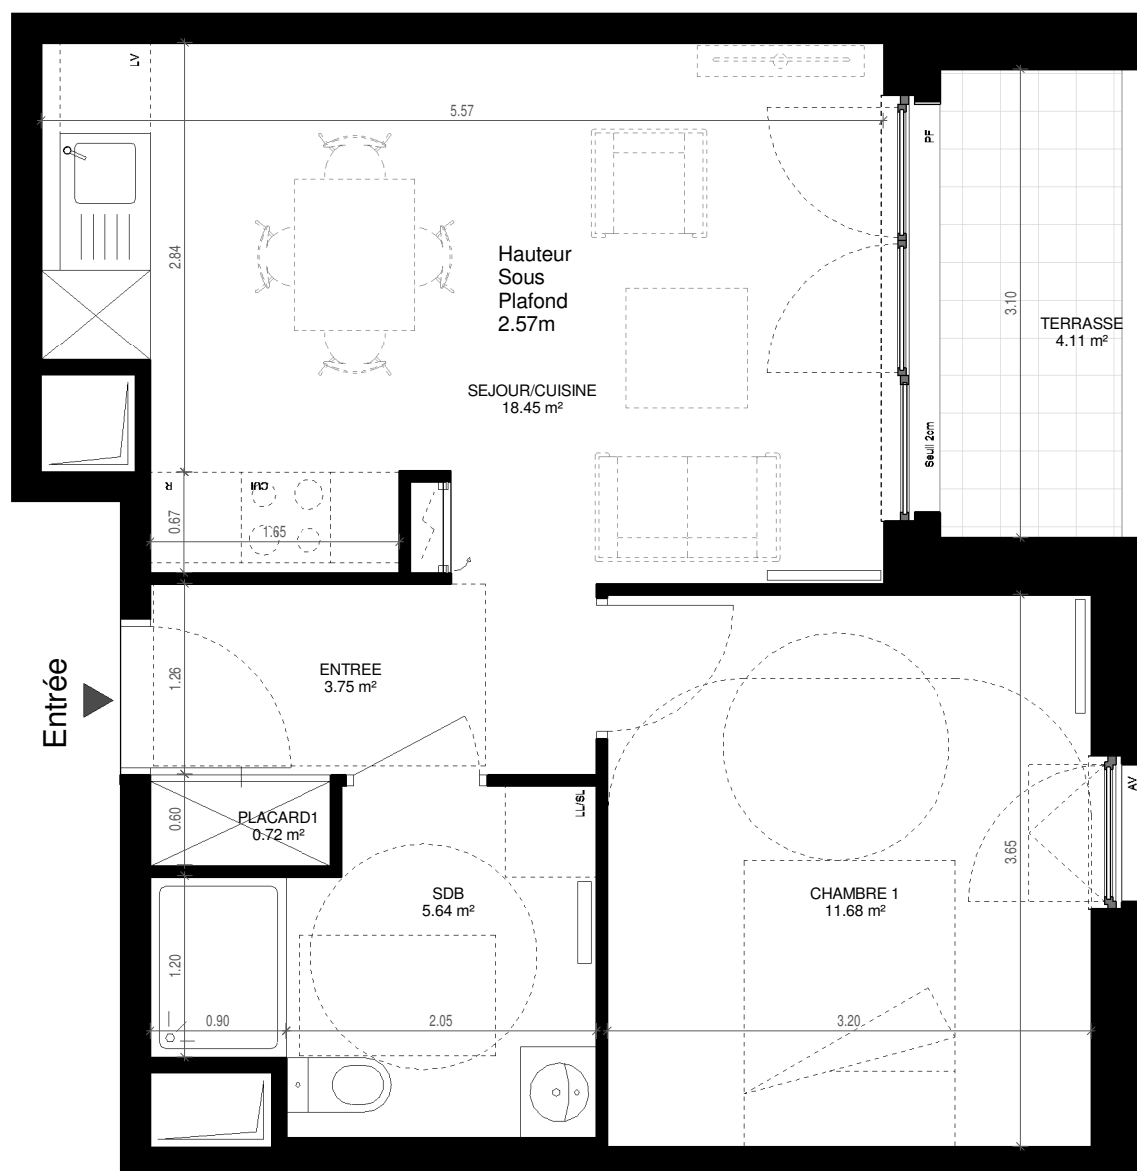 LV
5.57
PF
2.84
Hauteur
Sous
Plafond
2.57m
3.10
TERRASSE
4.11 m²
SEJOUR/CUISINE
18.45 m²
Seuil 2cm
R
CUI
0.67
1.65
Entrée
1.26
ENTREE
3.75 m²
AV
LL/SL
0.60
PLACARD1
0.72 m²
3.65
SDB
5.64 m²
CHAMBRE 1
11.68 m²
1.20
0.90
2.05
3.20